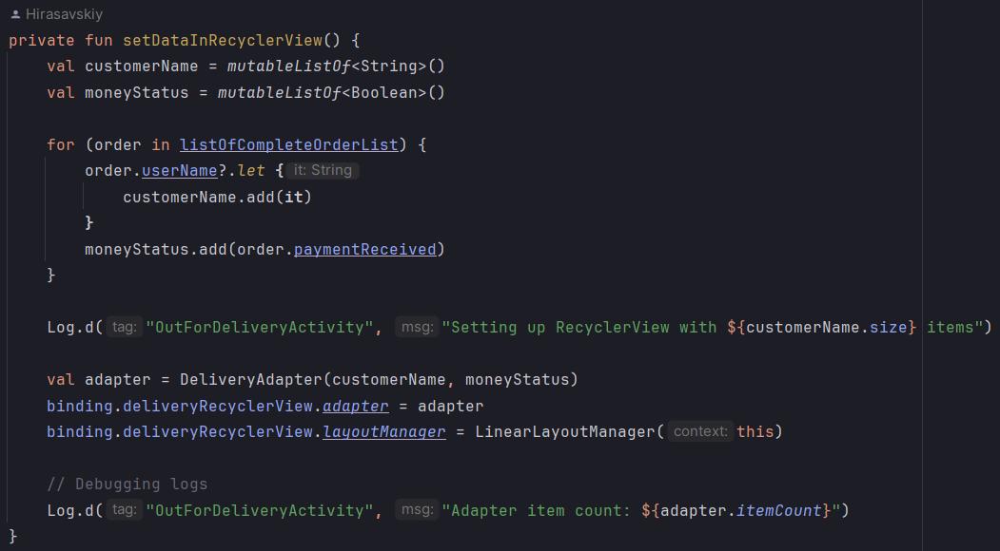 Hirasavskiy
private fun setDataInRecyclerView() {
    val customerName = mutableListOf<String>()
    val moneyStatus = mutableListOf<Boolean>()

    for (order in listOfCompleteOrderList) {
        order.userName?.let { it: String
            customerName.add(it)
        }
        moneyStatus.add(order.paymentReceived)
    }

    Log.d( tag: "OutForDeliveryActivity", msg: "Setting up RecyclerView with ${customerName.size} items")

    val adapter = DeliveryAdapter(customerName, moneyStatus)
    binding.deliveryRecyclerView.adapter = adapter
    binding.deliveryRecyclerView.layoutManager = LinearLayoutManager( context: this)

    // Debugging logs
    Log.d( tag: "OutForDeliveryActivity", msg: "Adapter item count: ${adapter.itemCount}")
}